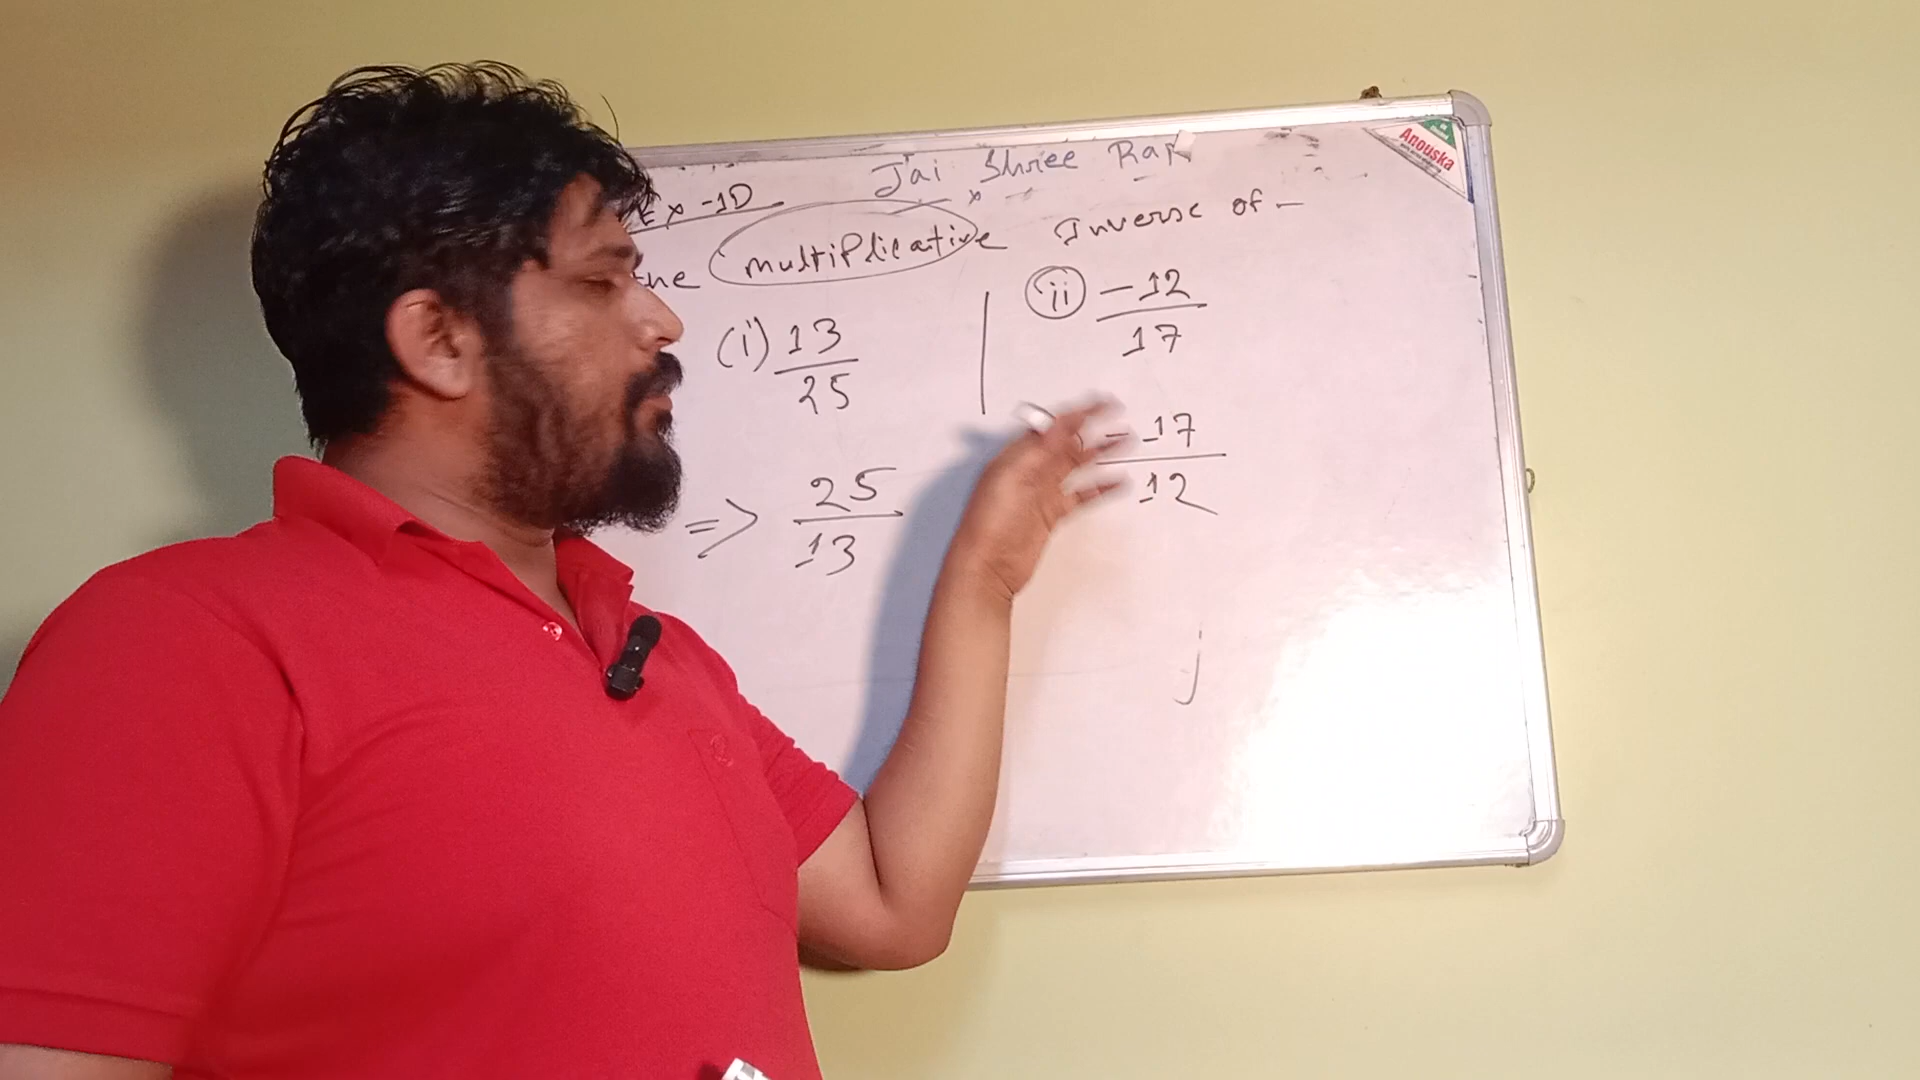 Jai Shree Ram
Ex -1D
the multiplicative Inverse of -
(i) 13/25
(ii) -12/17
=> 25/13
-17/12
j
Anouska